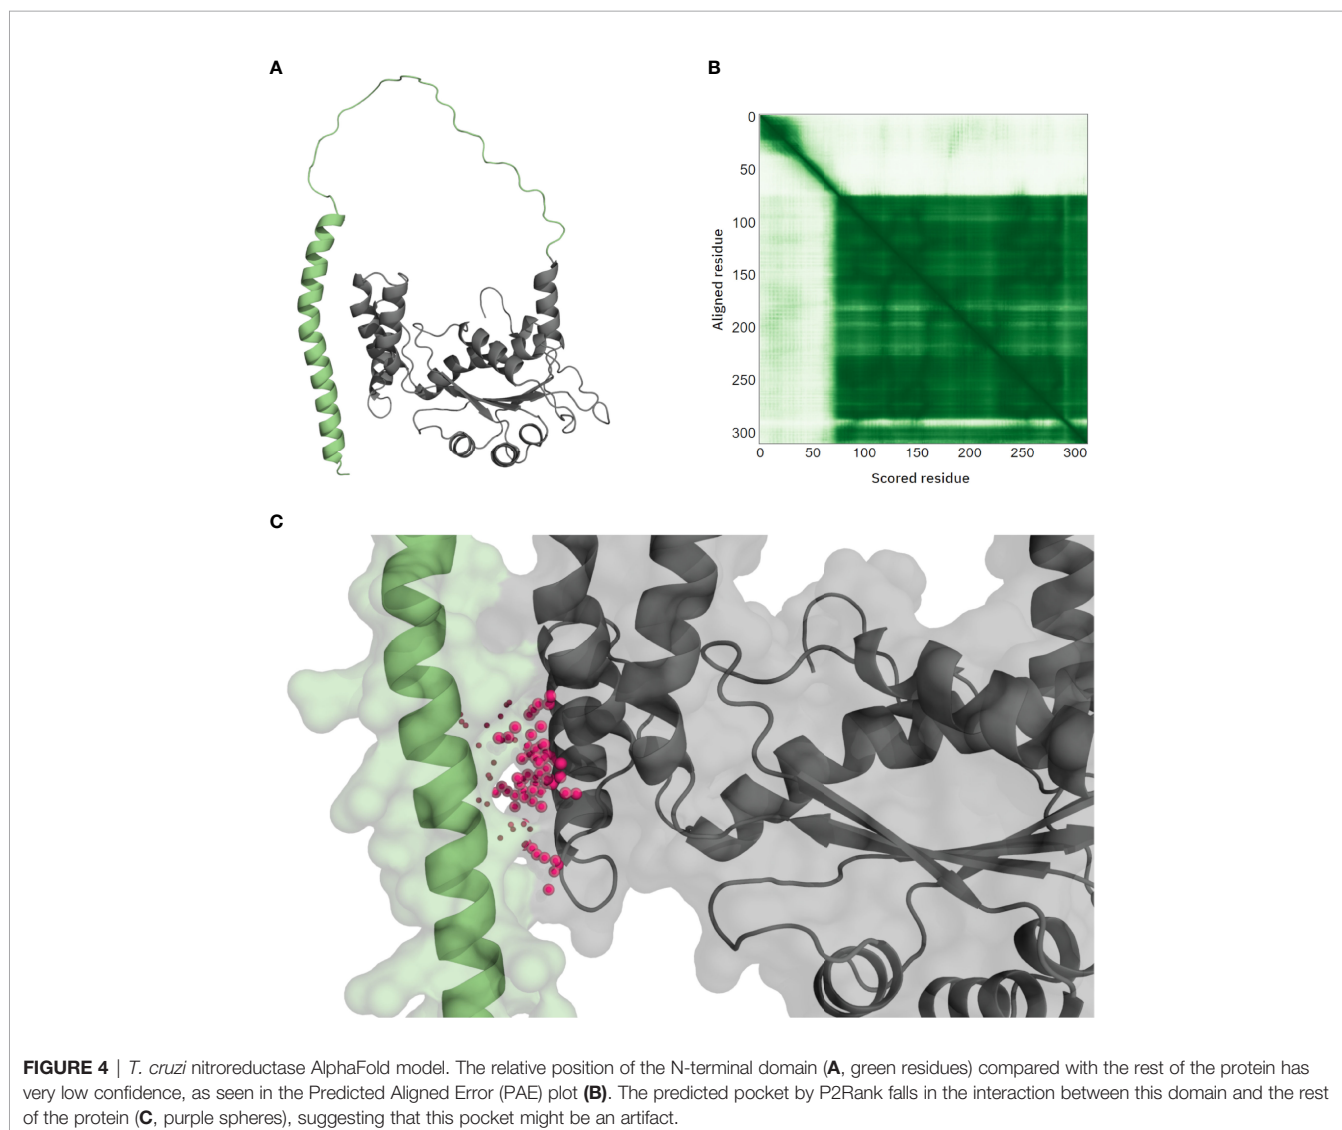 A
B
0
50
100
150
200
250
300
Aligned residue
0 50 100 150 200 250 300
Scored residue
C
FIGURE 4 | T. cruzi nitroreductase AlphaFold model. The relative position of the N-terminal domain (A, green residues) compared with the rest of the protein has
very low confidence, as seen in the Predicted Aligned Error (PAE) plot (B). The predicted pocket by P2Rank falls in the interaction between this domain and the rest
of the protein (C, purple spheres), suggesting that this pocket might be an artifact.